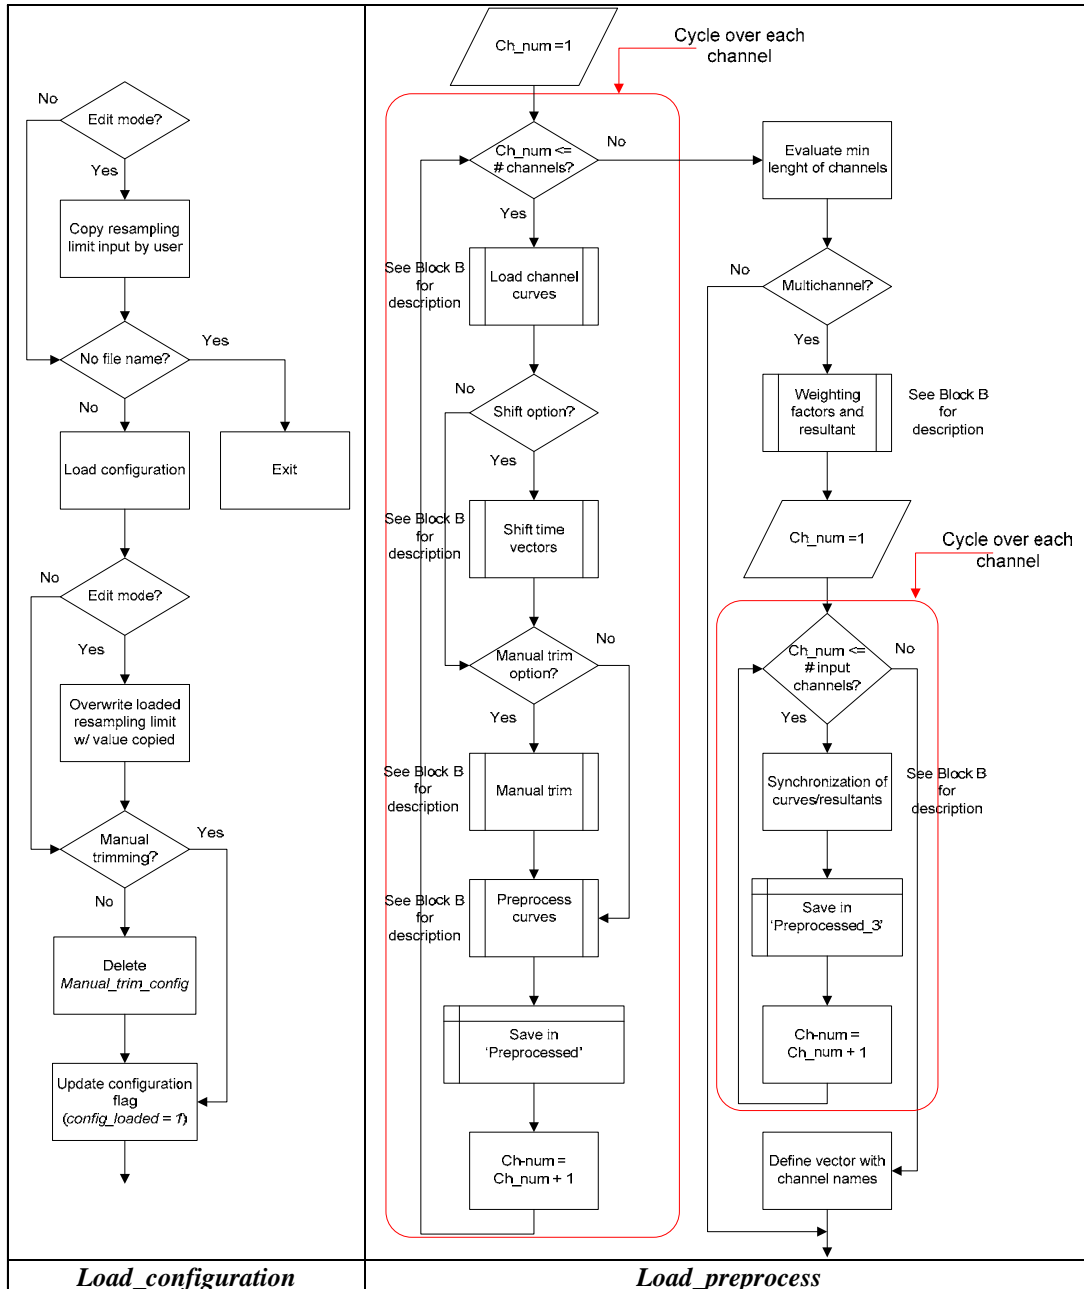 No
Edit mode?
Yes
Copy resampling
limit input by user
Yes
No file name?
No
Load configuration
Exit
No
Edit mode?
Yes
Overwrite loaded
resampling limit
w/ value copied
Manual
trimming?
Yes
No
Delete
Manual_trim_config
Update configuration
flag
(config_loaded = 1)
Load_configuration
Ch_num =1
Cycle over each
channel
Ch_num <=
# channels?
No
Yes
See Block B
for
description
Load channel
curves
No
Shift option?
Yes
See Block B
for
description
Shift time
vectors
Manual trim
option?
No
Yes
See Block B
for
description
Manual trim
See Block B
for
description
Preprocess
curves
Save in
'Preprocessed'
Ch-num =
Ch_num + 1
Evaluate min
lenght of channels
No
Multichannel?
Yes
Weighting
factors and
resultant
See Block B
for
description
Ch_num =1
Cycle over each
channel
Ch_num <=
# input
channels?
No
Yes
Synchronization of
curves/resultants
See Block B
for
description
Save in
'Preprocessed_3'
Ch-num =
Ch_num + 1
Define vector with
channel names
Load_preprocess